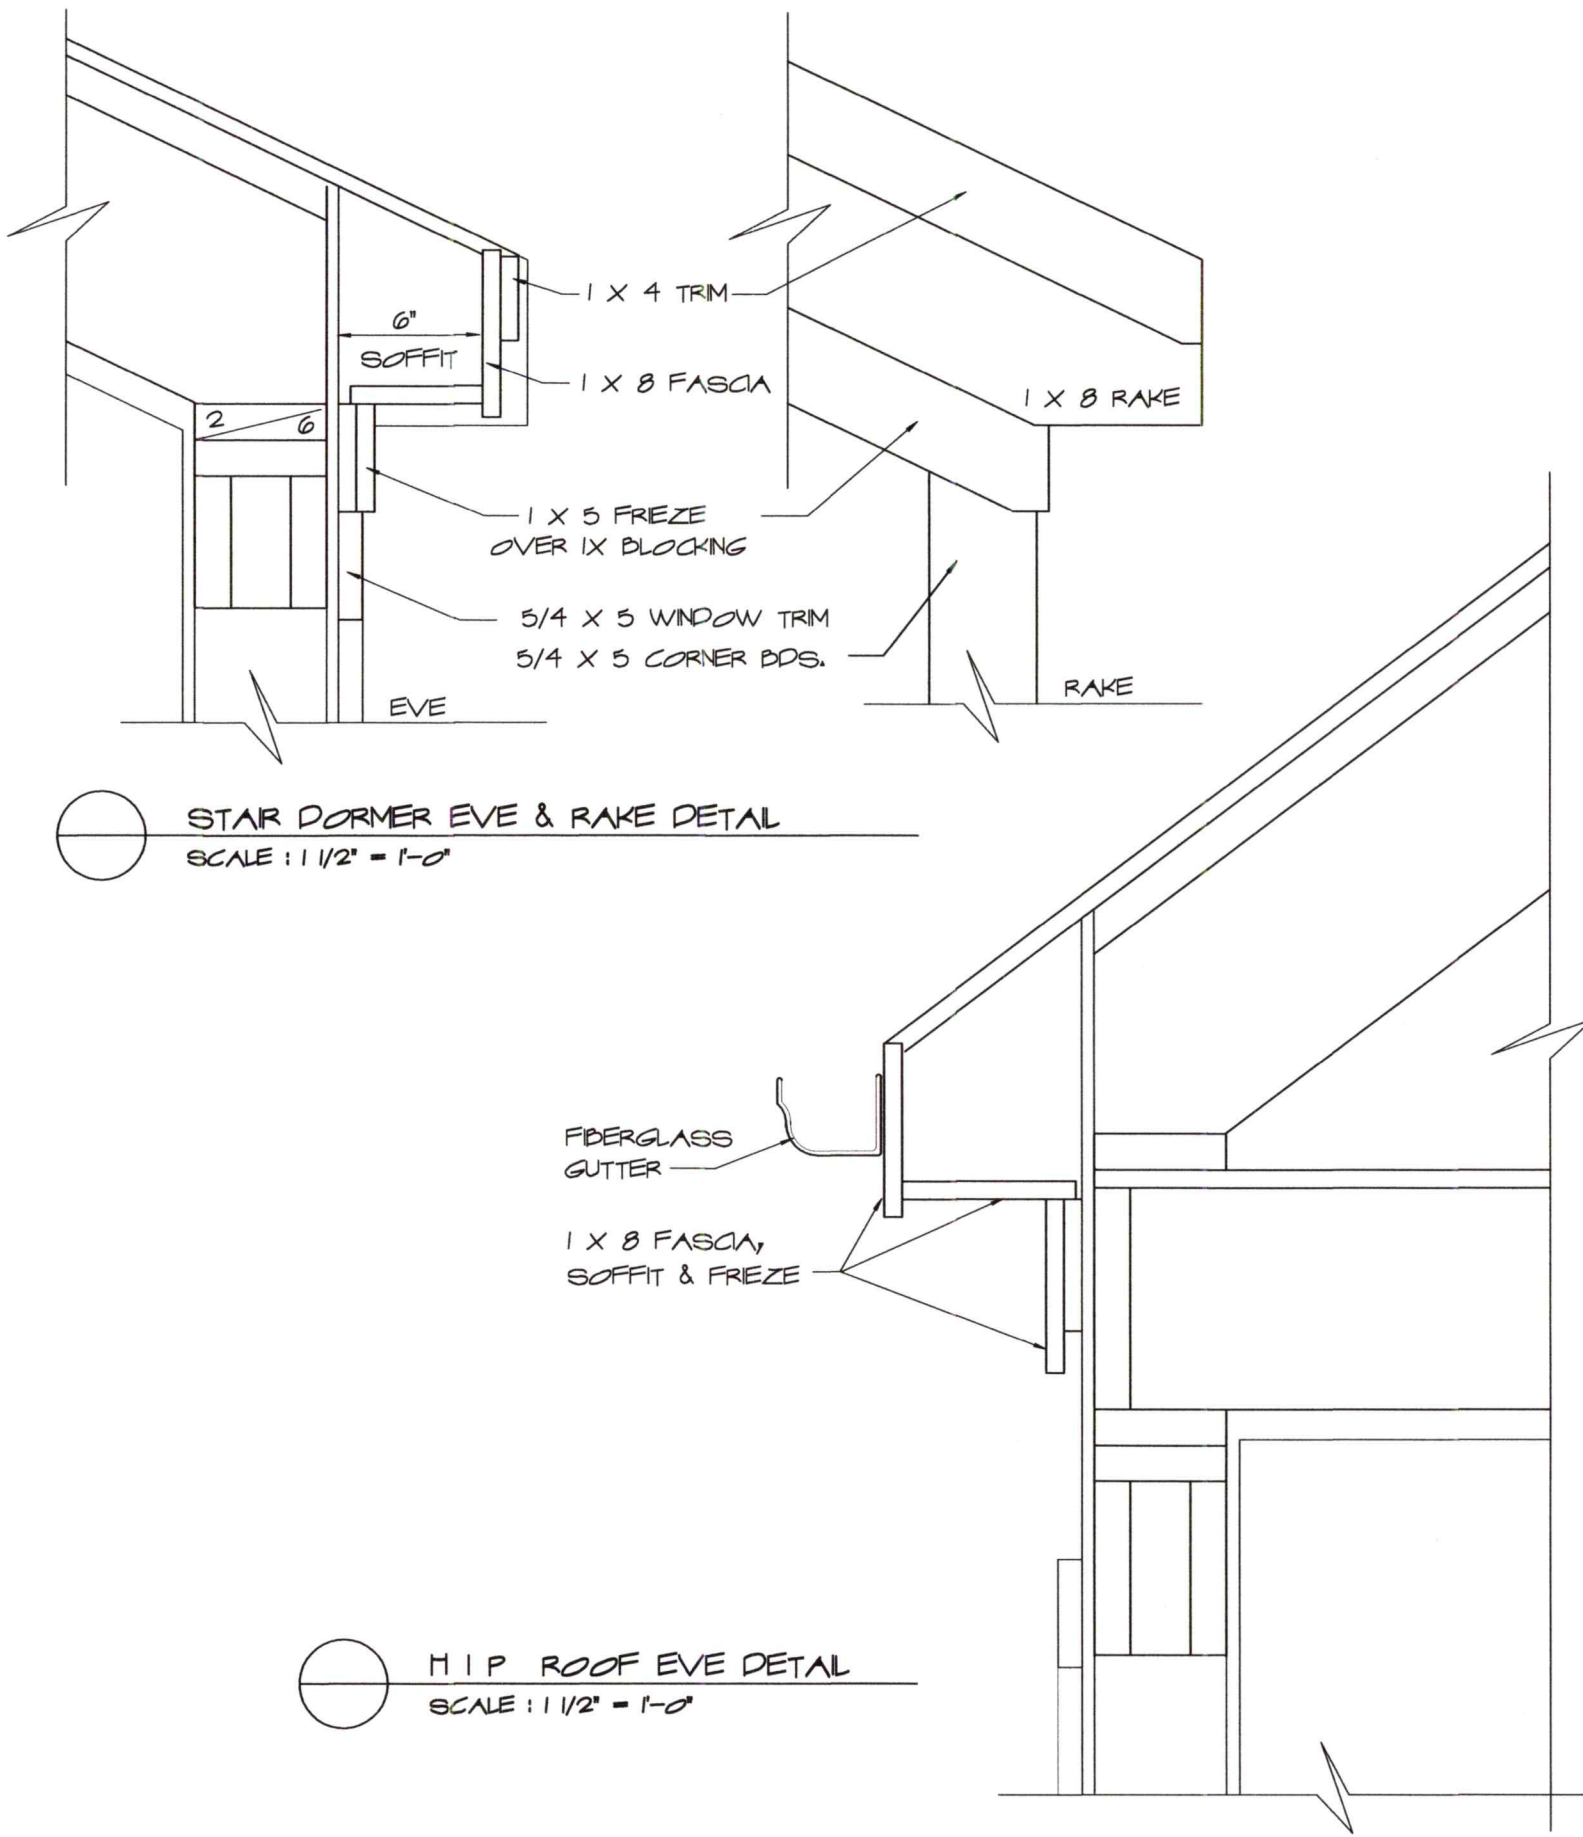 1 X 4 TRIM
6"
SOFFIT
1 X 8 FASCIA
1 X 8 RAKE
2 6
1 X 5 FRIEZE
OVER 1X BLOCKING
5/4 X 5 WINDOW TRIM
5/4 X 5 CORNER BDS.
EVE
RAKE
STAIR DORMER EVE & RAKE DETAIL
SCALE : 1 1/2" = 1'-0"
FIBERGLASS
GUTTER
1 X 8 FASCIA,
SOFFIT & FRIEZE
HIP ROOF EVE DETAIL
SCALE : 1 1/2" = 1'-0"